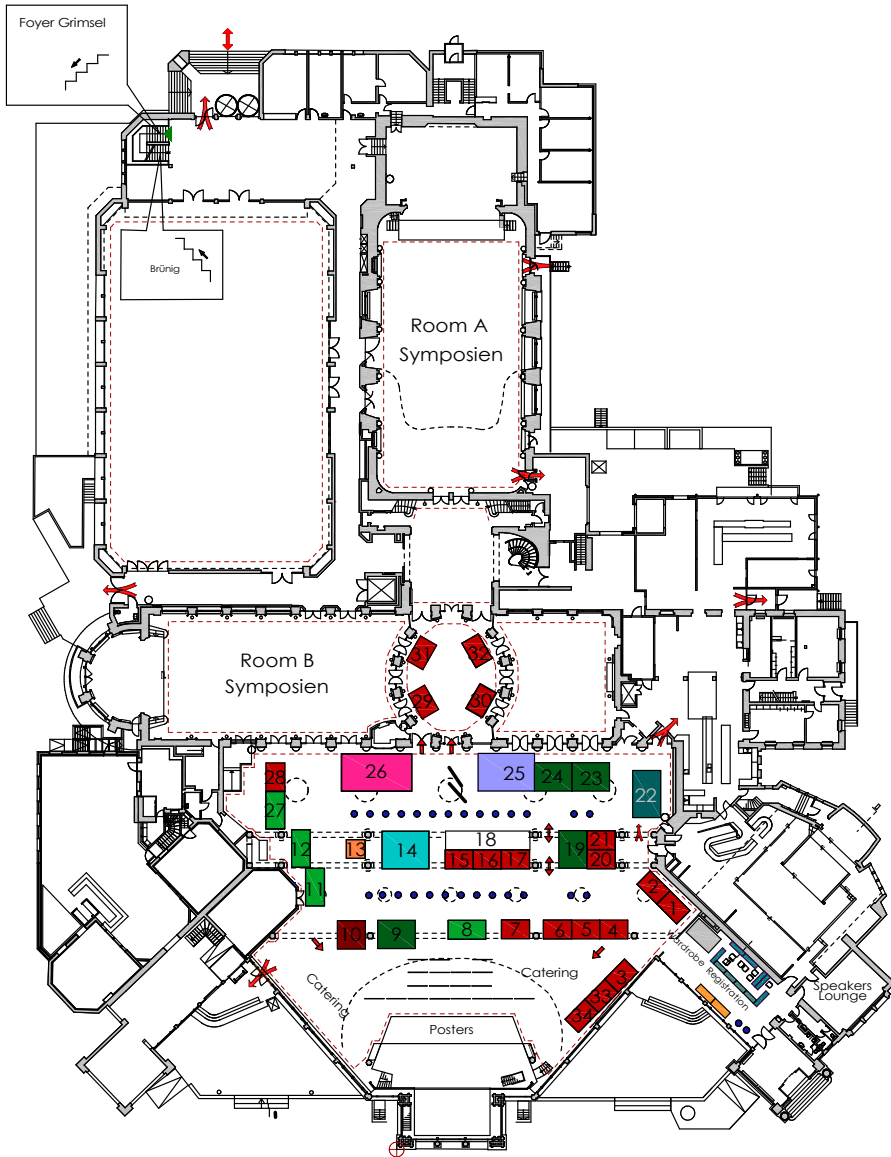 Foyer Grimsel
Brünig
Room A
Symposien
Room B
Symposien
31
32
29
30
28
26
25
24
23
22
27
12
13
14
18
15
16
17
19
21
20
11
2
1
10
9
8
7
6
5
4
3
33
34
Wardrobe
Registration
Catering
Catering
Speakers
Lounge
Posters